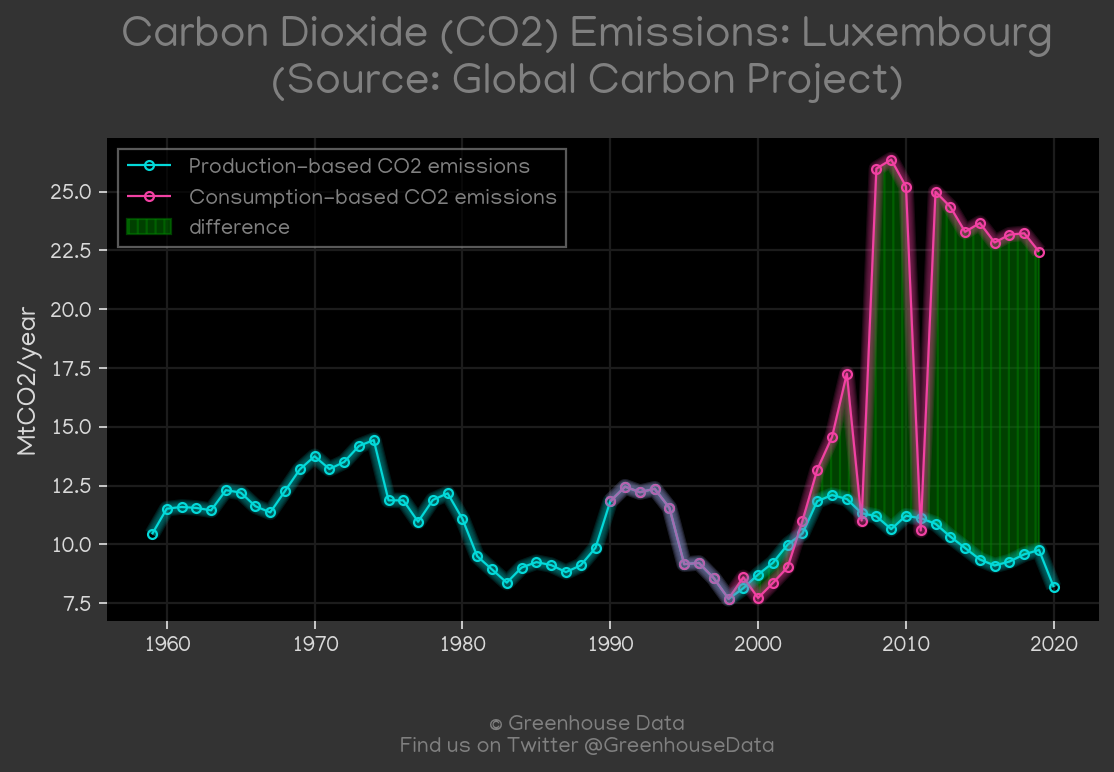 Carbon Dioxide (CO2) Emissions: Luxembourg
(Source: Global Carbon Project)
Production-based CO2 emissions
Consumption-based CO2 emissions
difference
MtCO2/year
25.0
22.5
20.0
17.5
15.0
12.5
10.0
7.5
1960 1970 1980 1990 2000 2010 2020
© Greenhouse Data
Find us on Twitter @GreenhouseData